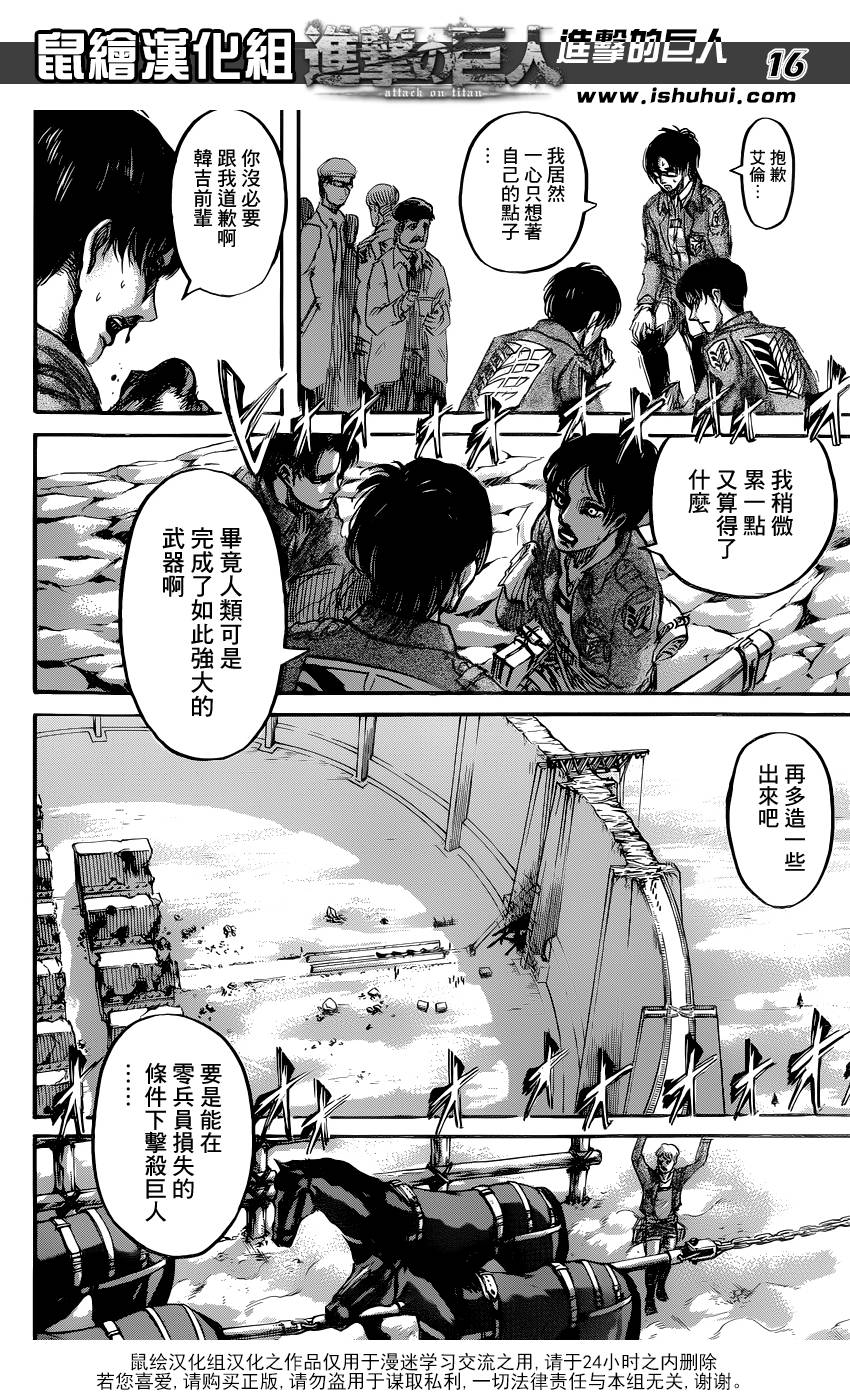 鼠繪漢化組
進撃の巨人
attack on titan
進擊的巨人
www.ishuhui.com
16
抱歉
艾倫…
我居然
一心只想著
自己的點子
…
你沒必要
跟我道歉啊
韓吉前輩
我稍微
累一點
又算得了
什麼
畢竟人類可是
完成了如此強大的
武器啊
再多造一些
出來吧
要是能在
零兵員損失的
條件下擊殺巨人
……
鼠绘汉化组汉化之作品仅用于漫迷学习交流之用, 请于24小时之内删除
若您喜爱, 请购买正版, 请勿盗用于谋取私利, 一切法律责任与本组无关, 谢谢。